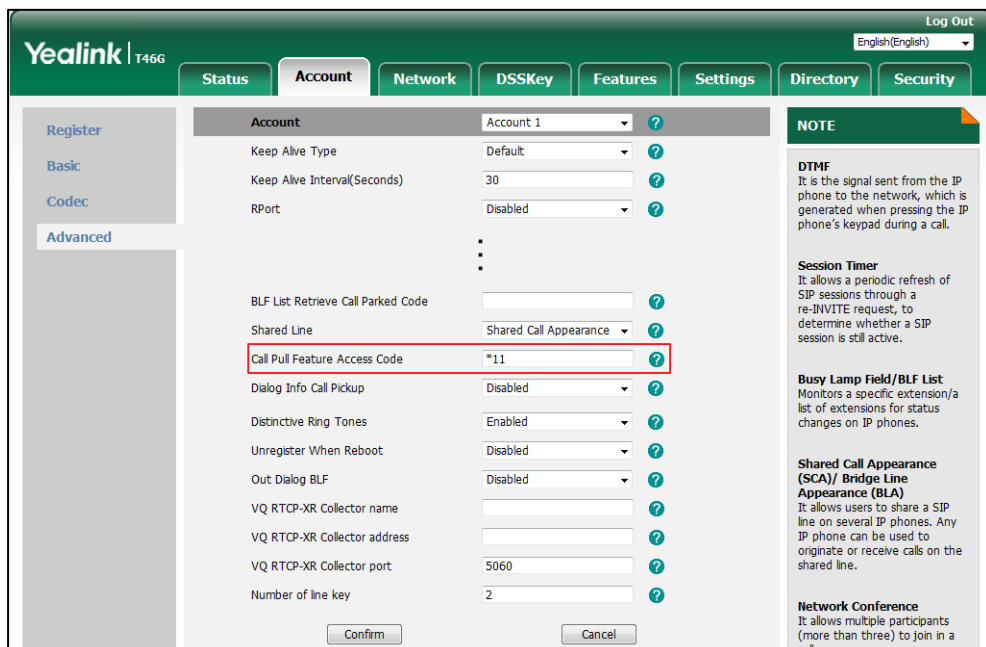 Log Out
Yealink | T46G
English(English)
Status Account Network DSSKey Features Settings Directory Security
Register
Basic
Codec
Advanced
Account Account 1 ?
Keep Alive Type Default ?
Keep Alive Interval(Seconds) 30 ?
RPort Disabled ?
BLF List Retrieve Call Parked Code ?
Shared Line Shared Call Appearance ?
Call Pull Feature Access Code *11 ?
Dialog Info Call Pickup Disabled ?
Distinctive Ring Tones Enabled ?
Unregister When Reboot Disabled ?
Out Dialog BLF Disabled ?
VQ RTCP-XR Collector name ?
VQ RTCP-XR Collector address ?
VQ RTCP-XR Collector port 5060 ?
Number of line key 2 ?
Confirm Cancel
NOTE
DTMF
It is the signal sent from the IP
phone to the network, which is
generated when pressing the IP
phone's keypad during a call.
Session Timer
It allows a periodic refresh of
SIP sessions through a
re-INVITE request, to
determine whether a SIP
session is still active.
Busy Lamp Field/BLF List
Monitors a specific extension/a
list of extensions for status
changes on IP phones.
Shared Call Appearance
(SCA)/ Bridge Line
Appearance (BLA)
It allows users to share a SIP
line on several IP phones. Any
IP phone can be used to
originate or receive calls on the
shared line.
Network Conference
It allows multiple participants
(more than three) to join in a